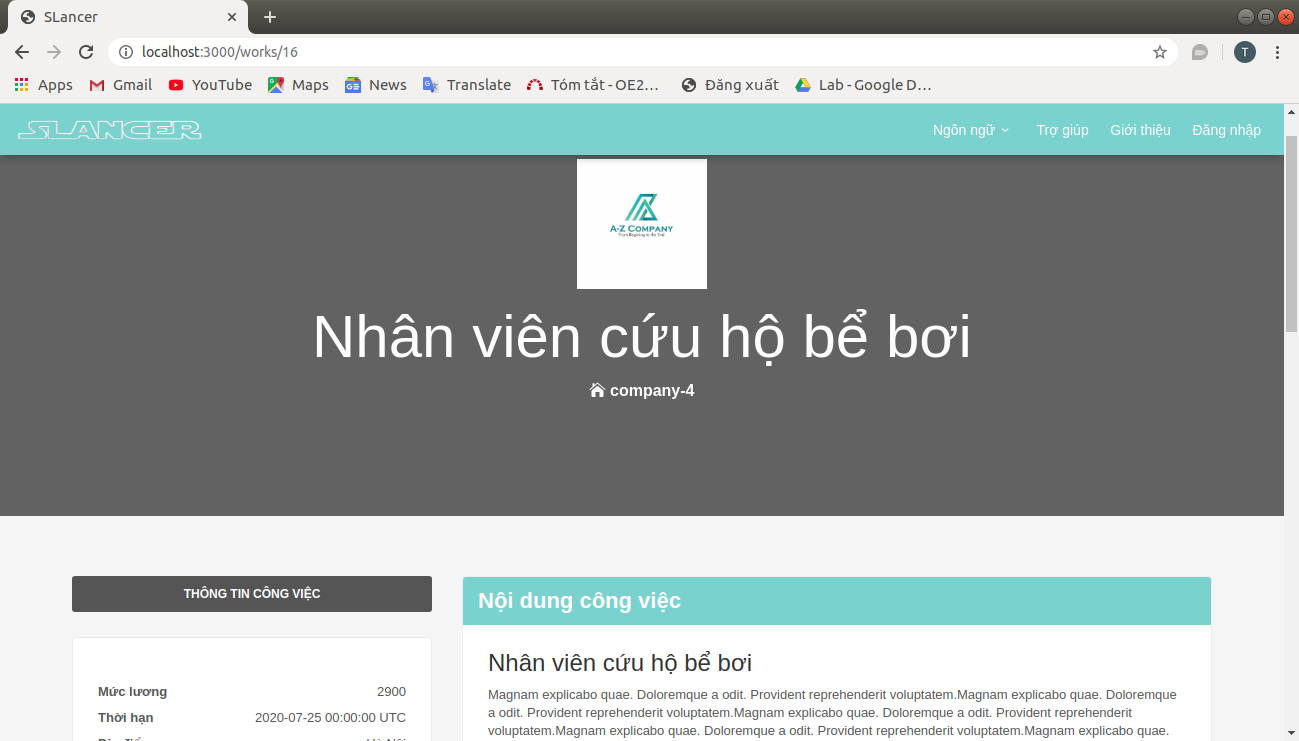 SLancer
localhost:3000/works/16
T
Apps Gmail YouTube Maps News Translate Tóm tắt - OE2… Đăng xuất Lab - Google D…
SLANCER Ngôn ngữ Trợ giúp Giới thiệu Đăng nhập
A-Z COMPANY
Nhân viên cứu hộ bể bơi
company-4
THÔNG TIN CÔNG VIỆC
Nội dung công việc
Nhân viên cứu hộ bể bơi
Mức lương 2900
Thời hạn 2020-07-25 00:00:00 UTC
Magnam explicabo quae. Doloremque a odit. Provident reprehenderit voluptatem.Magnam explicabo quae. Doloremque
a odit. Provident reprehenderit voluptatem.Magnam explicabo quae. Doloremque a odit. Provident reprehenderit
voluptatem.Magnam explicabo quae. Doloremque a odit. Provident reprehenderit voluptatem.Magnam explicabo quae.